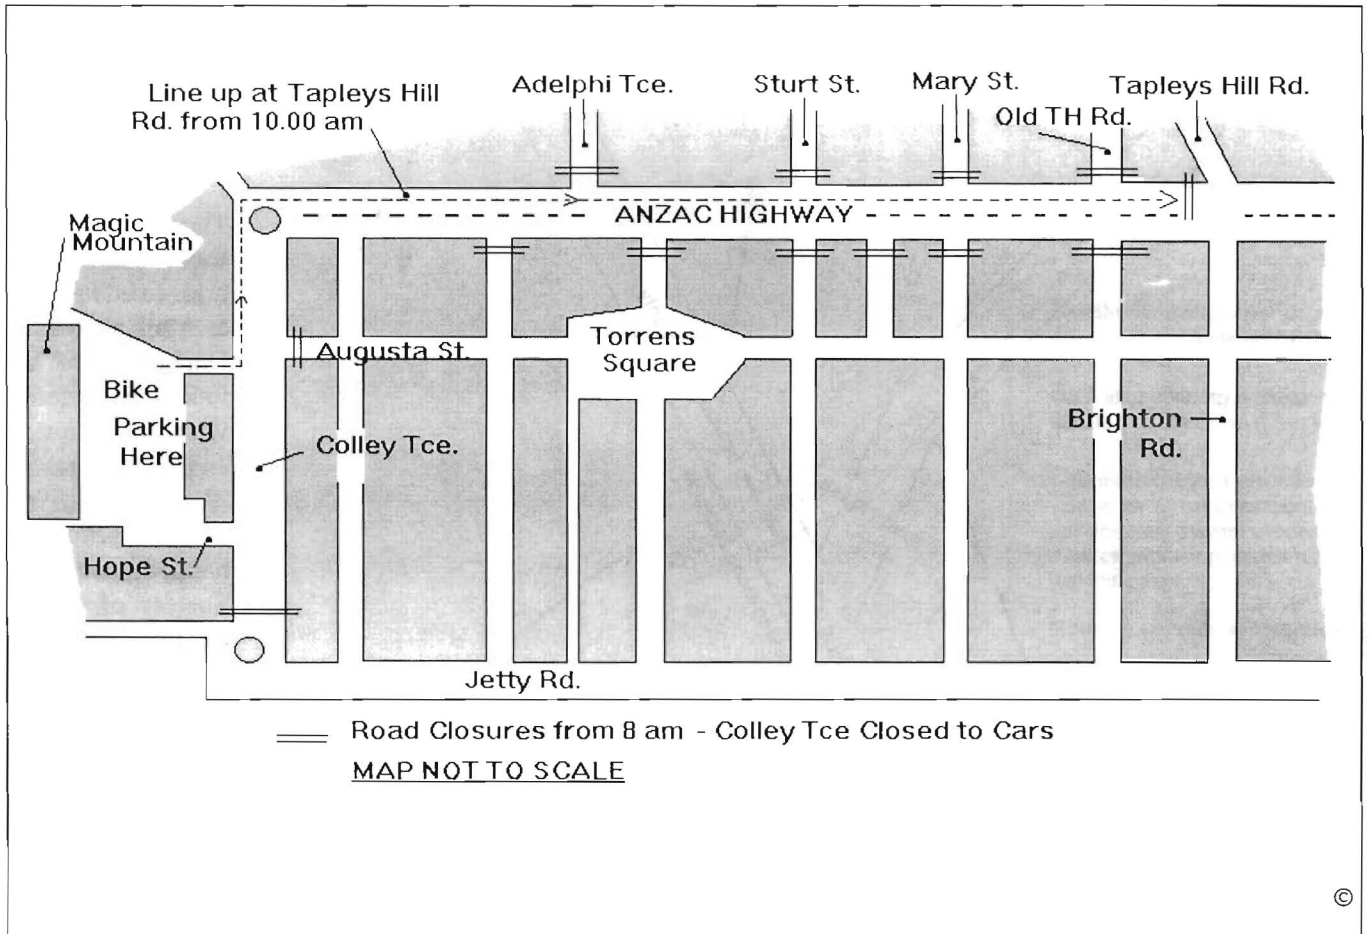 Line up at Tapleys Hill
Rd. from 10.00 am
Adelphi Tce.
Sturt St.
Mary St.
Old TH Rd.
Tapleys Hill Rd.
ANZAC HIGHWAY
Magic
Mountain
Augusta St.
Torrens
Square
Bike
Parking
Here
Colley Tce.
Brighton
Rd.
Hope St.
Jetty Rd.
Road Closures from 8 am - Colley Tce Closed to Cars
MAP NOT TO SCALE
©